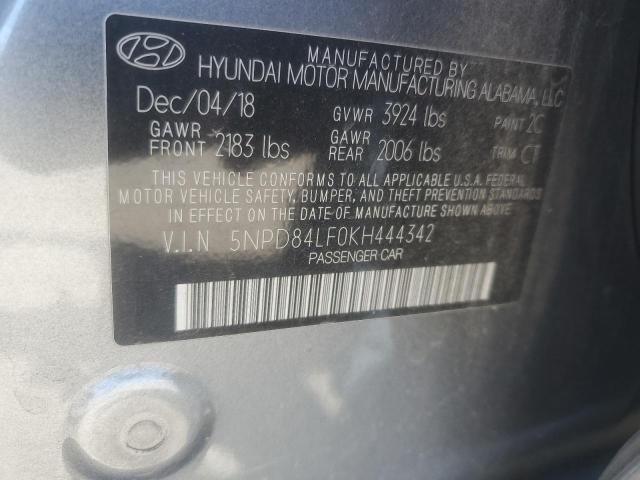 MANUFACTURED BY
HYUNDAI MOTOR MANUFACTURING ALABAMA, LLC
Dec/04/18 GVWR 3924 lbs PAINT 2C
GAWR FRONT 2183 lbs GAWR REAR 2006 lbs TRIM CT
THIS VEHICLE CONFORMS TO ALL APPLICABLE U.S.A. FEDERAL
MOTOR VEHICLE SAFETY, BUMPER, AND THEFT PREVENTION STANDARDS
IN EFFECT ON THE DATE OF MANUFACTURE SHOWN ABOVE.
V.I.N 5NPD84LF0KH444342
PASSENGER CAR